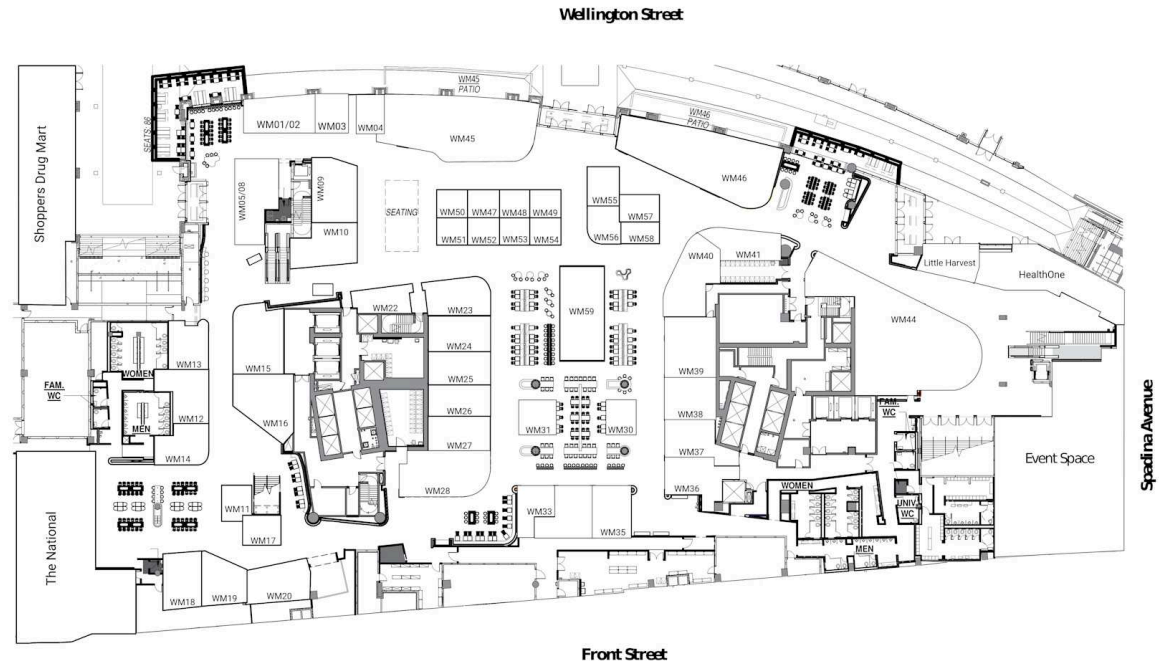 Wellington Street
WM45
PATIO
WM46
PATIO
SEATS: 86
WM01/02
WM03
WM04
WM45
WM46
Shoppers Drug Mart
WM05/08
WM09
WM10
SEATING
WM50
WM47
WM48
WM49
WM51
WM52
WM53
WM54
WM55
WM57
WM56
WM58
WM40
WM41
Little Harvest
HealthOne
WM22
WM23
WM59
WM44
WM13
WM15
WM24
WOMEN
WM39
FAM.
WC
WM25
MEN
WM12
WM16
WM26
WM31
WM30
WM38
FAM.
WC
WM14
WM27
WM37
Event Space
Spadina Avenue
WM28
WM36
WOMEN
The National
WM11
WM17
WM33
WM35
UNIV.
WC
MEN
WM18
WM19
WM20
Front Street